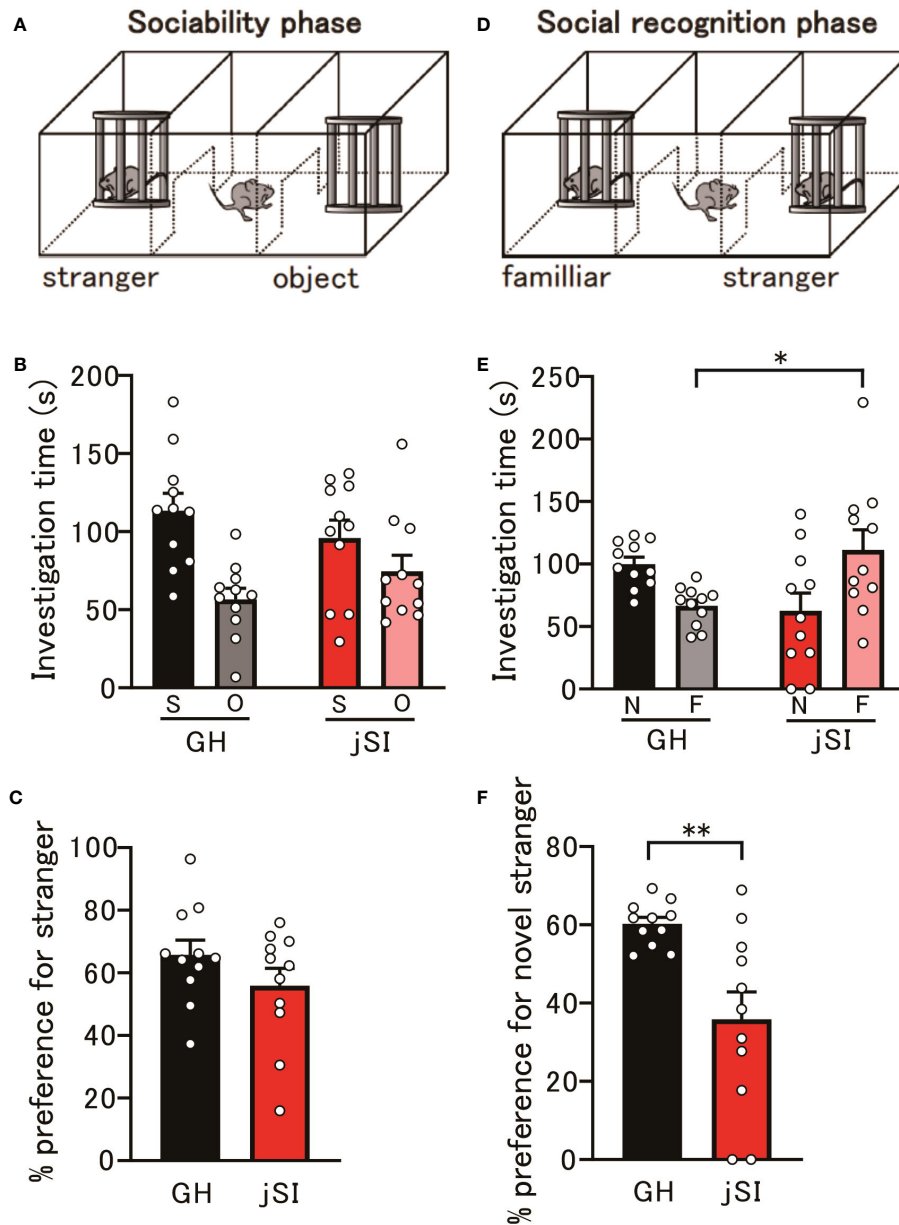 A
Sociability phase
stranger
object
D
Social recognition phase
familliar
stranger
B
Investigation time (s)
200
150
100
50
0
S
O
S
O
GH
jSI
E
Investigation time (s)
250
200
150
100
50
0
*
N
F
N
F
GH
jSI
C
% preference for stranger
100
80
60
40
20
0
GH
jSI
F
% preference for novel stranger
80
60
40
20
0
**
GH
jSI